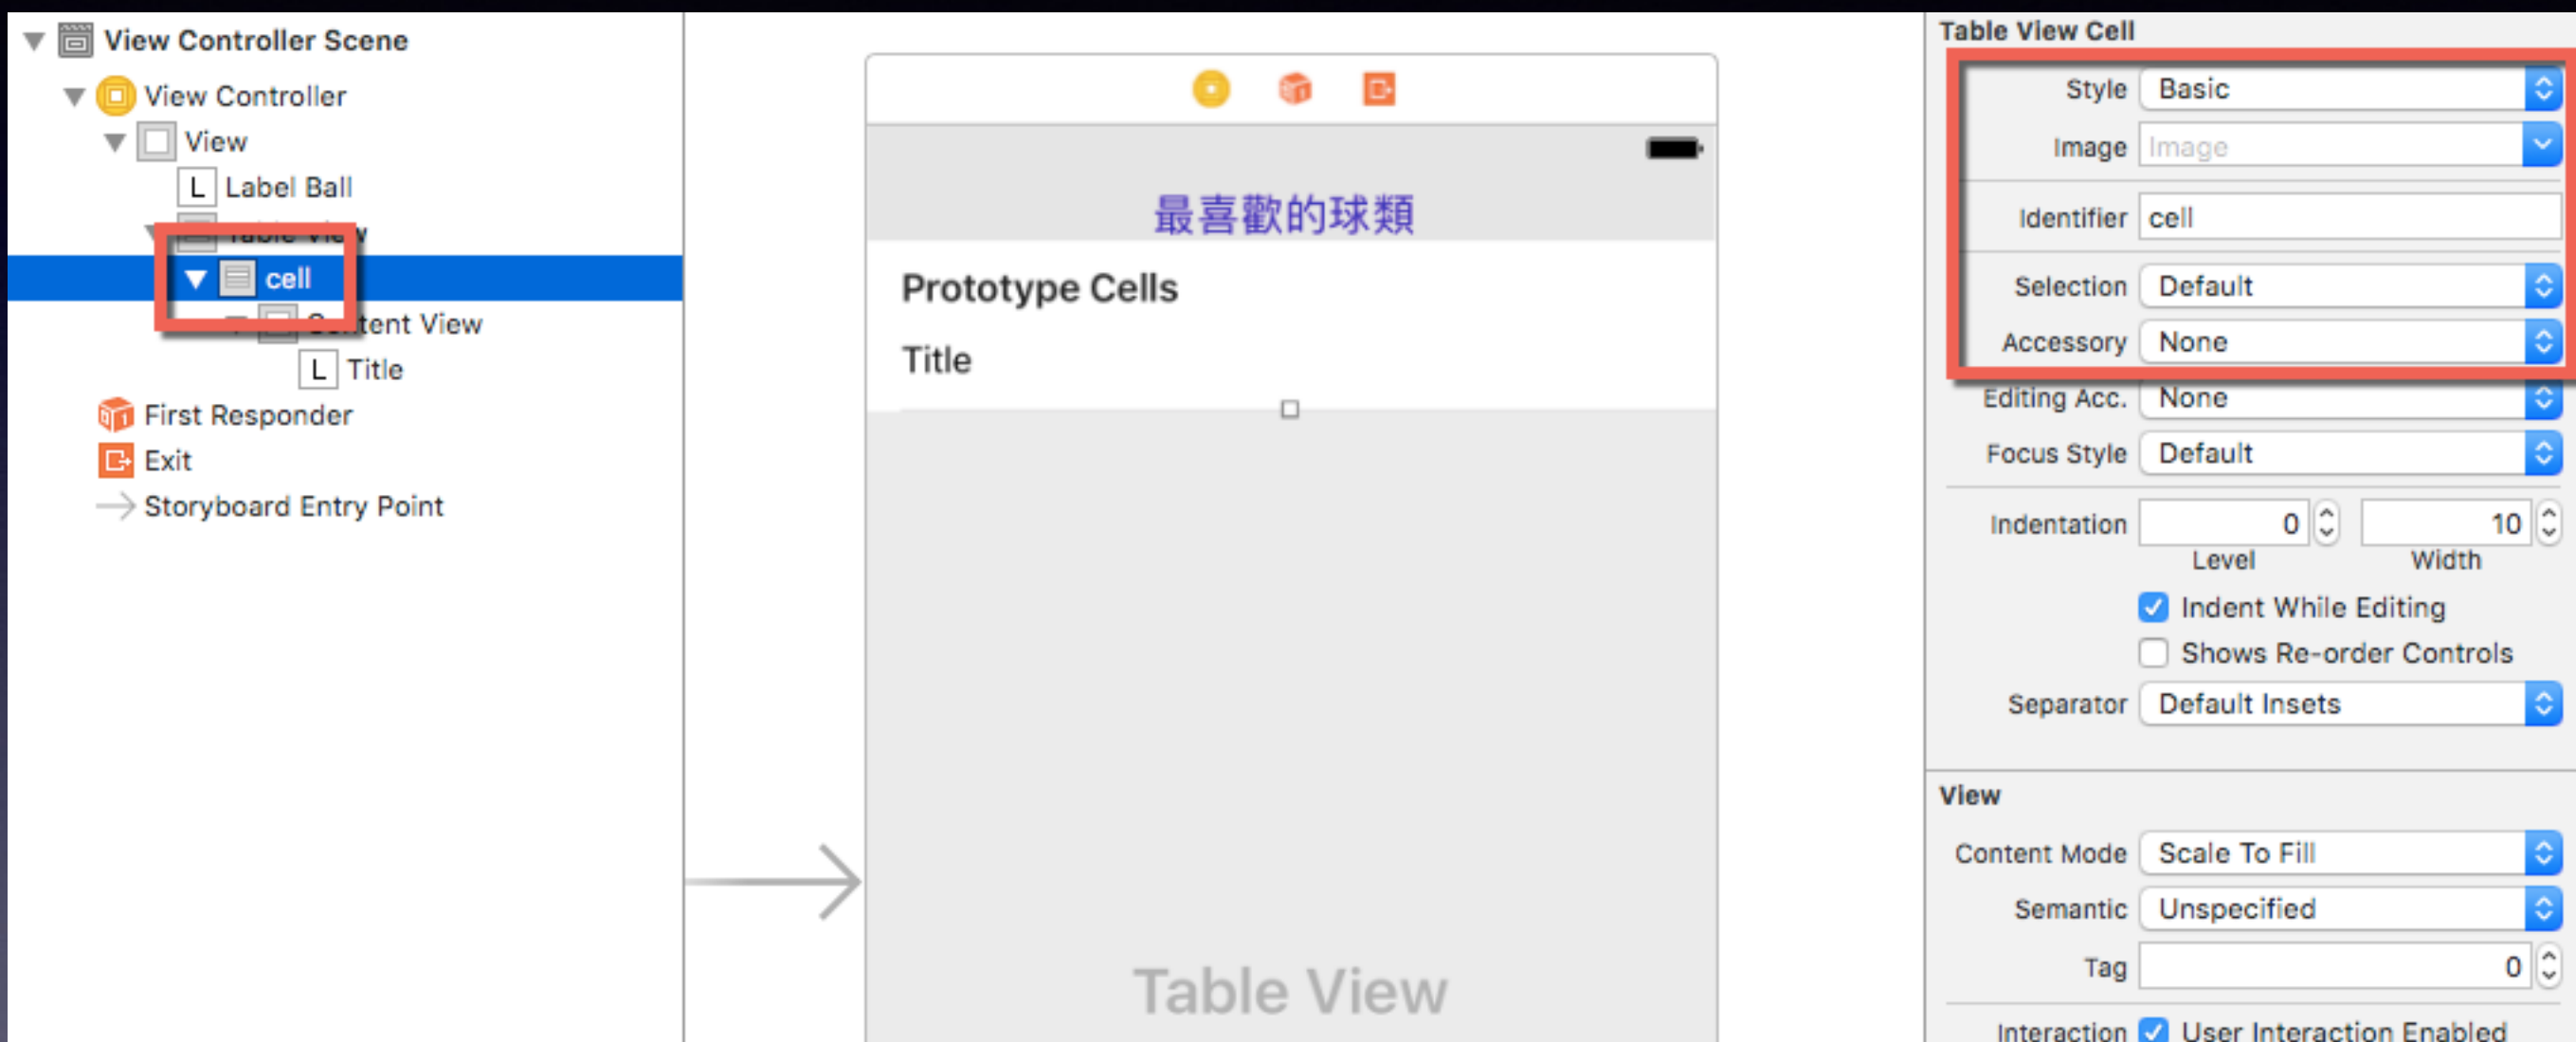 View Controller Scene
View Controller
View
Label Ball
Table View
cell
Content View
L Title
First Responder
Exit
Storyboard Entry Point
最喜歡的球類
Prototype Cells
Title
Table View
Table View Cell
Style Basic
Image Image
Identifier cell
Selection Default
Accessory None
Editing Acc. None
Focus Style Default
Indentation 0 10
Level Width
Indent While Editing
Shows Re-order Controls
Separator Default Insets
View
Content Mode Scale To Fill
Semantic Unspecified
Tag 0
Interaction User Interaction Enabled